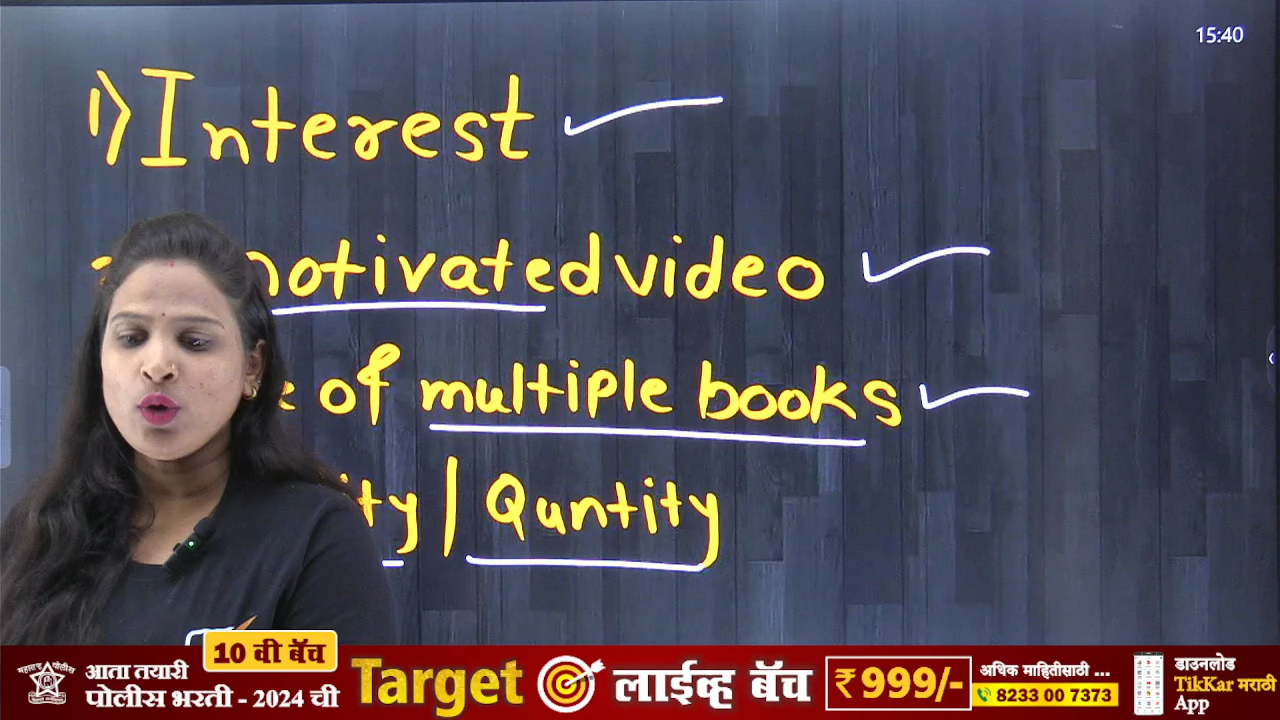 15:40
1) Interest
motivated video
of multiple books
ity | Quntity
10 वी बॅच
महाराष्ट्र पोलीस
आता तयारी
पोलीस भरती - 2024 ची
Target लाईव्ह बॅच
₹999/-
अधिक माहितीसाठी ...
8233 00 7373
डाउनलोड
TikKar मराठी
App